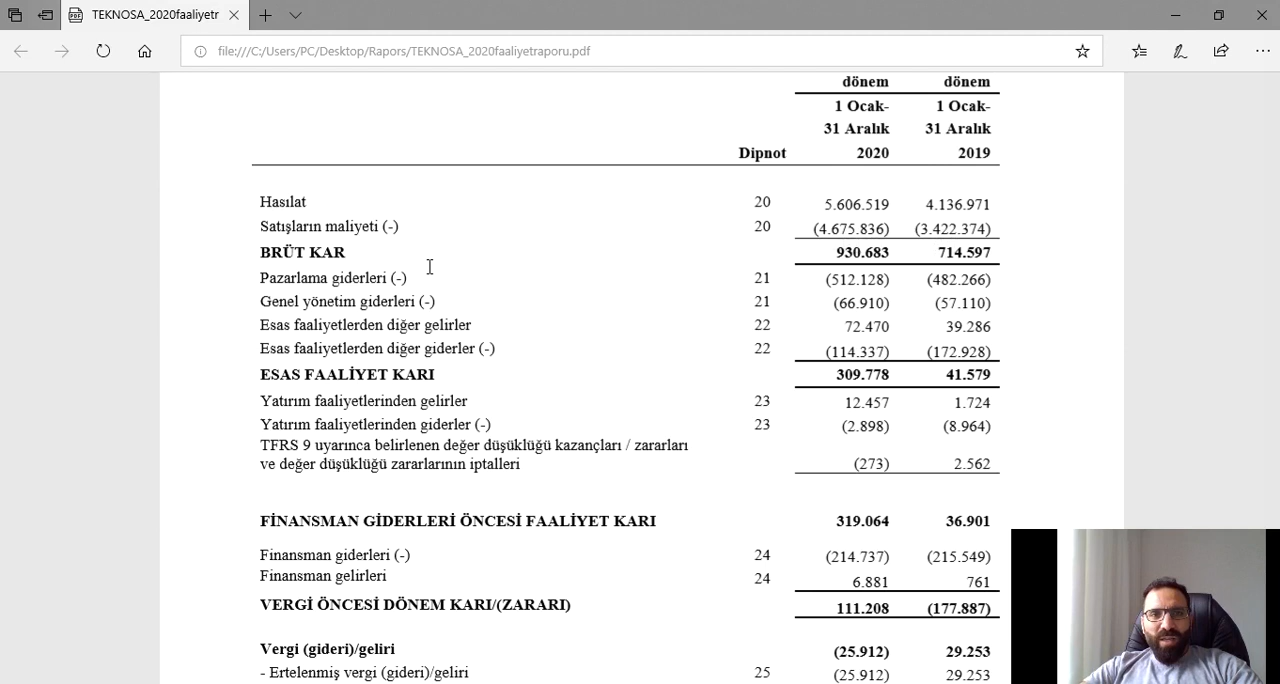 TEKNOSA_2020faaliyetr
file:///C:/Users/PC/Desktop/Rapors/TEKNOSA_2020faaliyetraporu.pdf
dönem dönem
1 Ocak- 1 Ocak-
31 Aralık 31 Aralık
Dipnot 2020 2019
Hasılat 20 5.606.519 4.136.971
Satışların maliyeti (-) 20 (4.675.836) (3.422.374)
BRÜT KAR 930.683 714.597
Pazarlama giderleri (-) 21 (512.128) (482.266)
Genel yönetim giderleri (-) 21 (66.910) (57.110)
Esas faaliyetlerden diğer gelirler 22 72.470 39.286
Esas faaliyetlerden diğer giderler (-) 22 (114.337) (172.928)
ESAS FAALİYET KARI 309.778 41.579
Yatırım faaliyetlerinden gelirler 23 12.457 1.724
Yatırım faaliyetlerinden giderler (-) 23 (2.898) (8.964)
TFRS 9 uyarınca belirlenen değer düşüklüğü kazançları / zararları
ve değer düşüklüğü zararlarının iptalleri (273) 2.562
FİNANSMAN GİDERLERİ ÖNCESİ FAALİYET KARI 319.064 36.901
Finansman giderleri (-) 24 (214.737) (215.549)
Finansman gelirleri 24 6.881 761
VERGİ ÖNCESİ DÖNEM KARI/(ZARARI) 111.208 (177.887)
Vergi (gideri)/geliri (25.912) 29.253
- Ertelenmiş vergi (gideri)/geliri 25 (25.912) 29.253